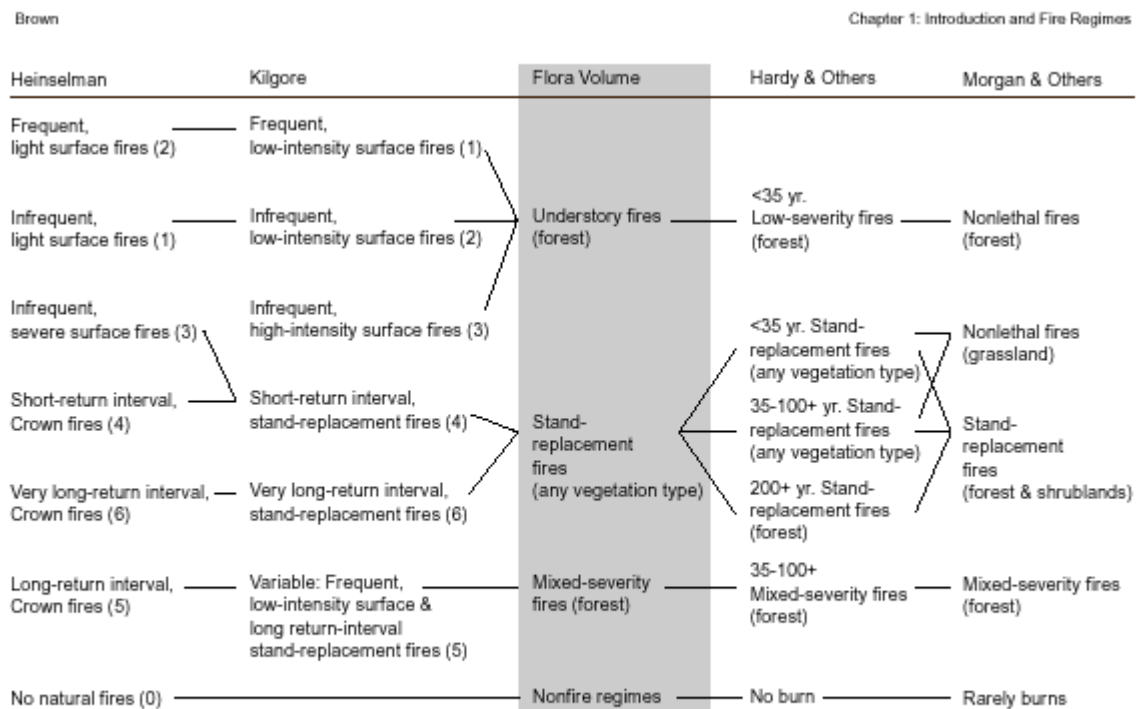 Brown
Chapter 1: Introduction and Fire Regimes
Heinselman
Kilgore
Flora Volume
Hardy & Others
Morgan & Others
Frequent,
light surface fires (2)
Frequent,
low-intensity surface fires (1)
Infrequent,
light surface fires (1)
Infrequent,
low-intensity surface fires (2)
Understory fires
(forest)
<35 yr.
Low-severity fires
(forest)
Nonlethal fires
(forest)
Infrequent,
severe surface fires (3)
Infrequent,
high-intensity surface fires (3)
<35 yr. Stand-
replacement fires
(any vegetation type)
Nonlethal fires
(grassland)
Short-return interval,
Crown fires (4)
Short-return interval,
stand-replacement fires (4)
Stand-
replacement
fires
(any vegetation type)
35-100+ yr. Stand-
replacement fires
(any vegetation type)
Stand-
replacement
fires
(forest & shrublands)
Very long-return interval,
Crown fires (6)
Very long-return interval,
stand-replacement fires (6)
200+ yr. Stand-
replacement fires
(forest)
Long-return interval,
Crown fires (5)
Variable: Frequent,
low-intensity surface &
long return-interval
stand-replacement fires (5)
Mixed-severity
fires (forest)
35-100+
Mixed-severity fires
(forest)
Mixed-severity fires
(forest)
No natural fires (0)
Nonfire regimes
No burn
Rarely burns